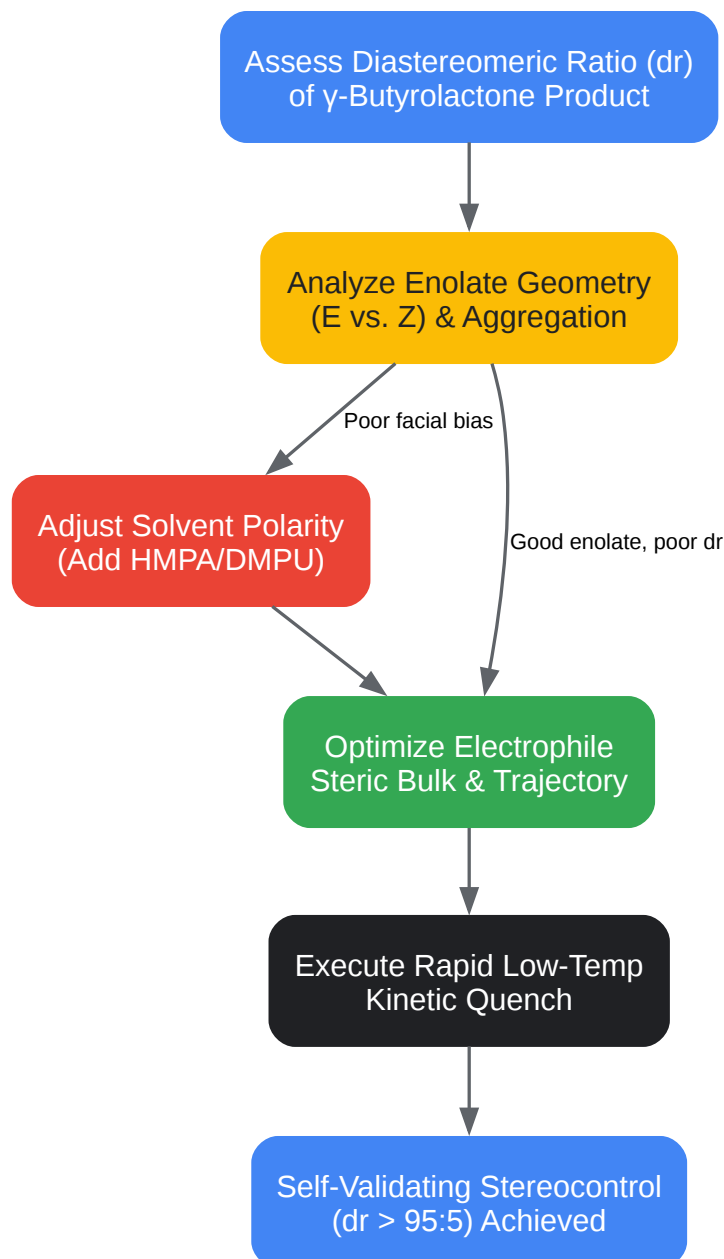 Assess Diastereomeric Ratio (dr)
of γ-Butyrolactone Product
Analyze Enolate Geometry
(E vs. Z) & Aggregation
Poor facial bias
Adjust Solvent Polarity
(Add HMPA/DMPU)
Good enolate, poor dr
Optimize Electrophile
Steric Bulk & Trajectory
Execute Rapid Low-Temp
Kinetic Quench
Self-Validating Stereocontrol
(dr > 95:5) Achieved